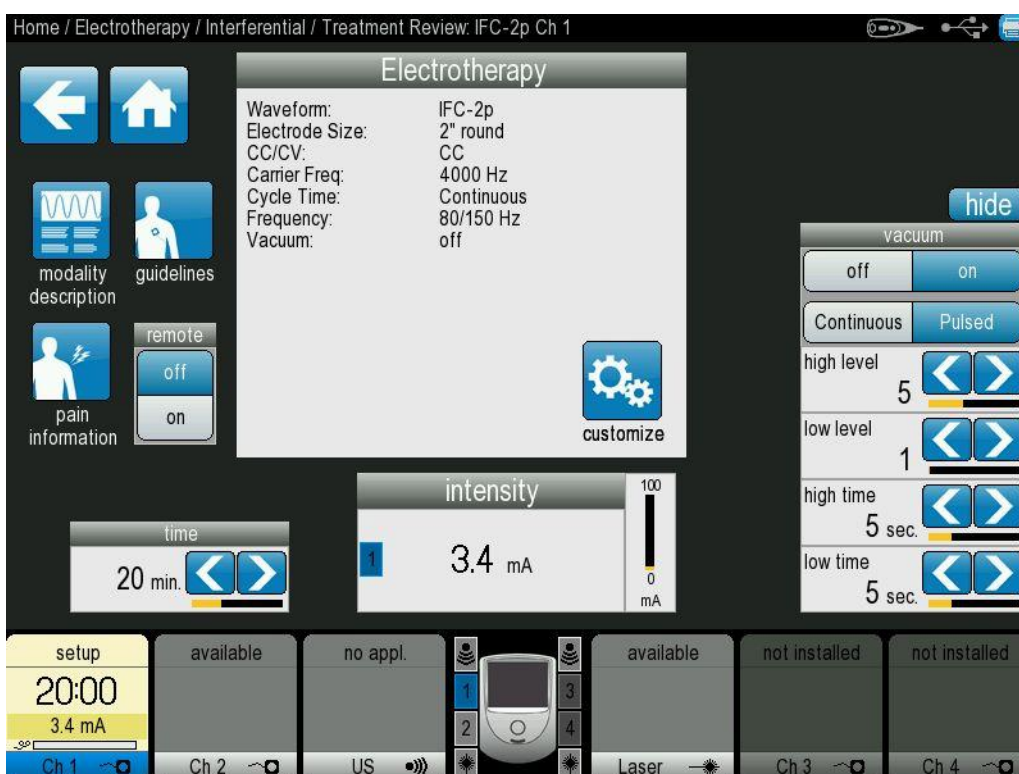 Home / Electrotherapy / Interferential / Treatment Review: IFC-2p Ch 1
Electrotherapy
Waveform: IFC-2p
Electrode Size: 2" round
CC/CV: CC
Carrier Freq: 4000 Hz
Cycle Time: Continuous
Frequency: 80/150 Hz
Vacuum: off
customize
modality
description
guidelines
pain
information
remote
off
on
hide
vacuum
off on
Continuous Pulsed
high level
5
low level
1
high time
5 sec.
low time
5 sec.
time
20 min.
intensity
1
3.4 mA
100
0
mA
setup
20:00
3.4 mA
Ch 1
available
Ch 2
no appl.
US
1
2
3
4
available
Laser
not installed
Ch 3
not installed
Ch 4